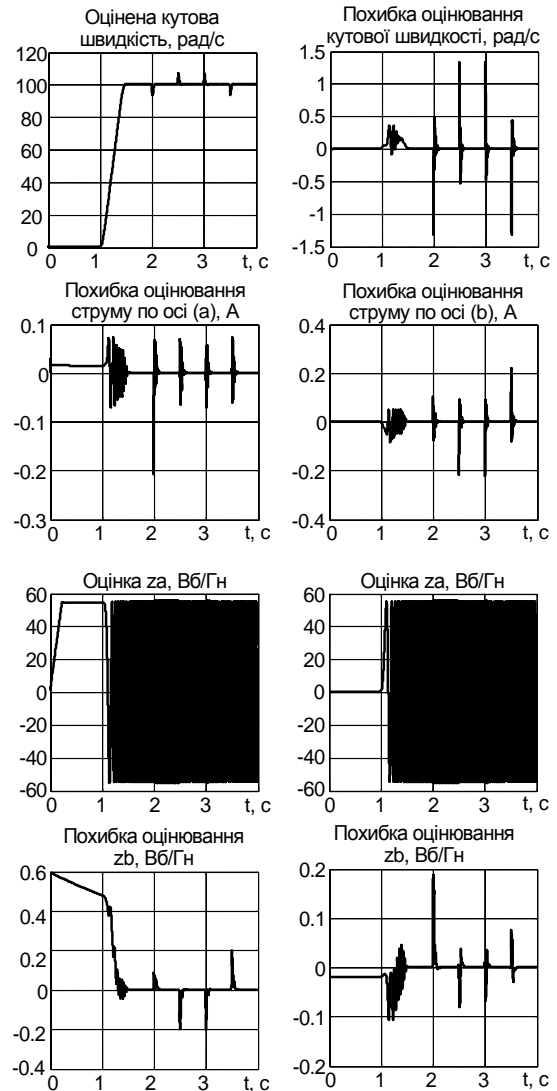 Оцінена кутова
швидкість, рад/с
120
100
80
60
40
20
0
0 1 2 3 t, c
Похибка оцінювання
кутової швидкості, рад/с
1.5
1
0.5
0
-0.5
-1
-1.5
0 1 2 3 t, c
Похибка оцінювання
струму по осі (a), А
0.1
0
-0.1
-0.2
-0.3
0 1 2 3 t, c
Похибка оцінювання
струму по осі (b), А
0.4
0.2
0
-0.2
-0.4
0 1 2 3 t, c
Оцінка za, Вб/Гн
60
40
20
0
-20
-40
-60
0 1 2 3 t, c
Оцінка za, Вб/Гн
60
40
20
0
-20
-40
-60
0 1 2 3 t, c
Похибка оцінювання
zb, Вб/Гн
0.6
0.4
0.2
0
-0.2
-0.4
0 1 2 3 t, c
Похибка оцінювання
zb, Вб/Гн
0.2
0.1
0
-0.1
-0.2
0 1 2 3 t, c